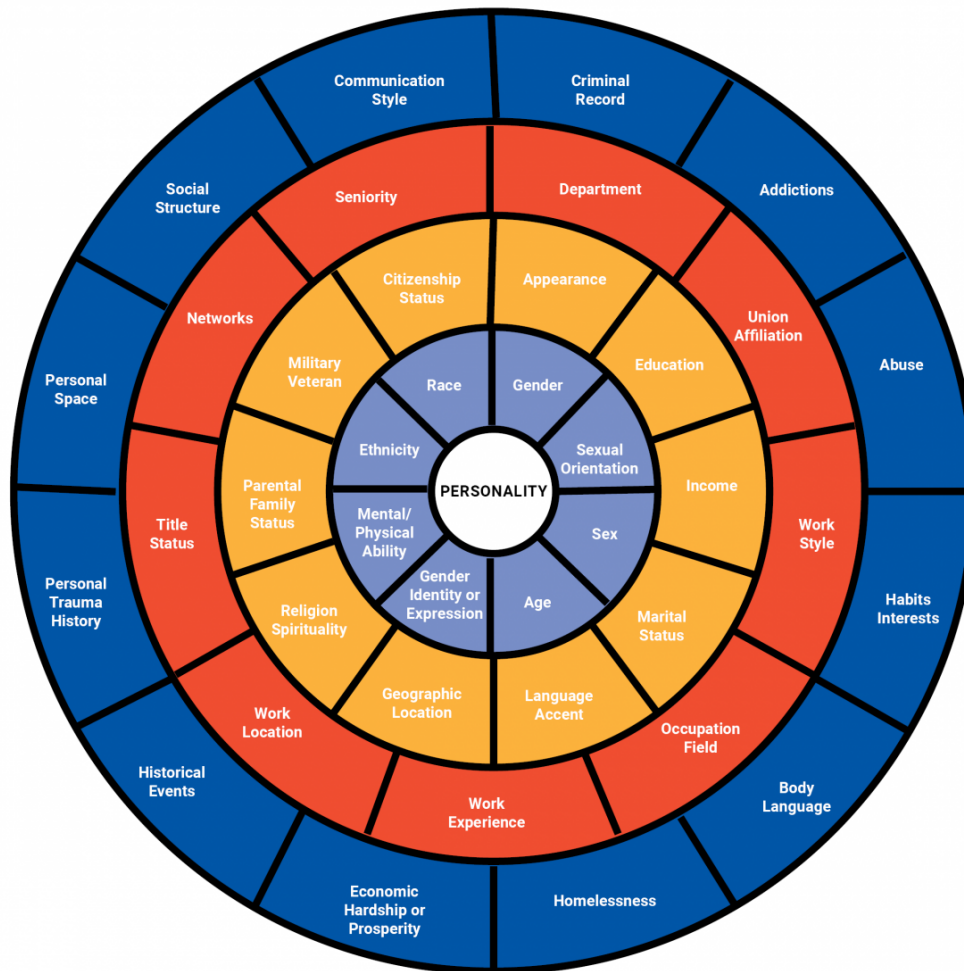 Communication
Style
Criminal
Record
Addictions
Abuse
Habits
Interests
Body
Language
Homelessness
Economic
Hardship or
Prosperity
Historical
Events
Personal
Trauma
History
Personal
Space
Social
Structure
Seniority
Department
Union
Affiliation
Work
Style
Occupation
Field
Work
Experience
Work
Location
Title
Status
Networks
Citizenship
Status
Appearance
Education
Income
Marital
Status
Language
Accent
Geographic
Location
Religion
Spirituality
Parental
Family
Status
Military
Veteran
Race
Gender
Sexual
Orientation
Sex
Age
Gender
Identity or
Expression
Mental/
Physical
Ability
Ethnicity
PERSONALITY